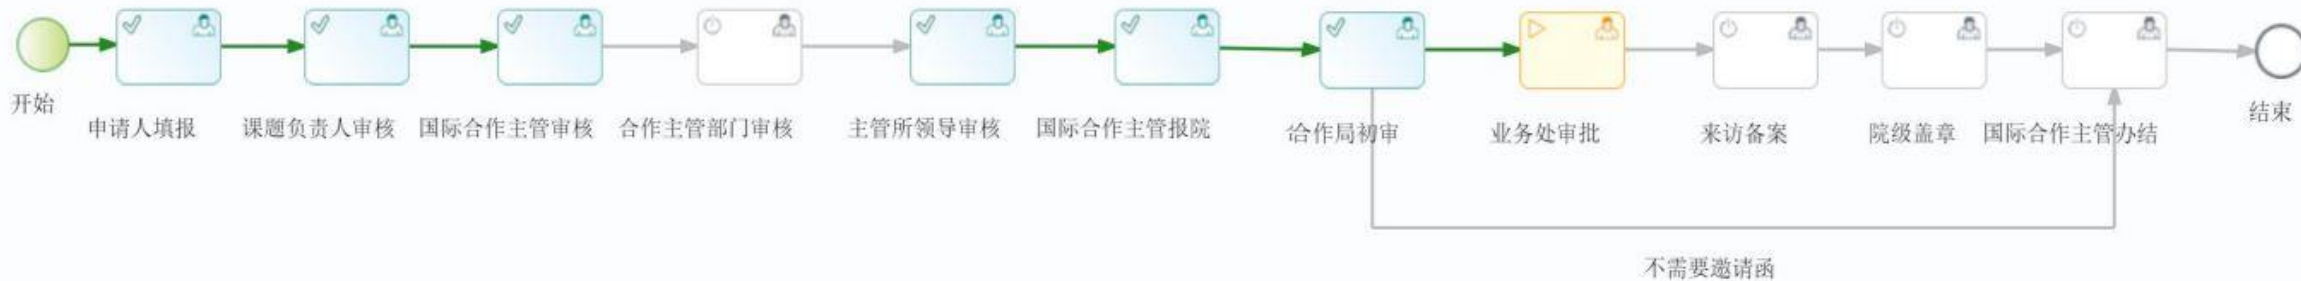 开始
申请人填报
课题负责人审核
国际合作主管审核
合作主管部门审核
主管所领导审核
国际合作主管报院
合作局初审
业务处审批
来访备案
院级盖章
国际合作主管办结
结束
不需要邀请函